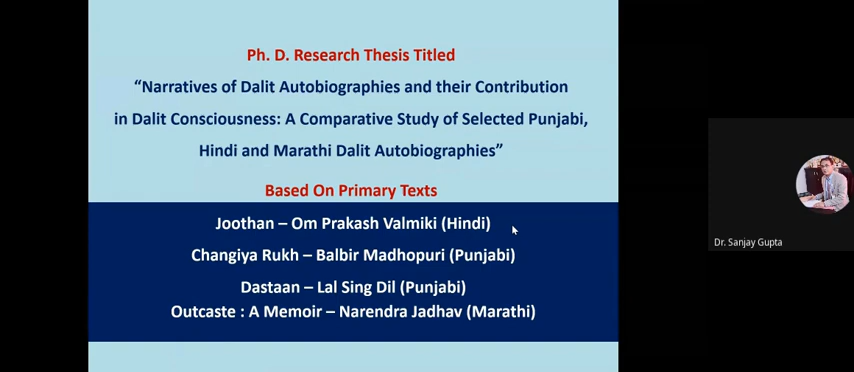 Ph. D. Research Thesis Titled
“Narratives of Dalit Autobiographies and their Contribution
in Dalit Consciousness: A Comparative Study of Selected Punjabi,
Hindi and Marathi Dalit Autobiographies”
Based On Primary Texts
Joothan – Om Prakash Valmiki (Hindi)
Changiya Rukh – Balbir Madhopuri (Punjabi)
Dastaan – Lal Sing Dil (Punjabi)
Outcaste : A Memoir – Narendra Jadhav (Marathi)
Dr. Sanjay Gupta